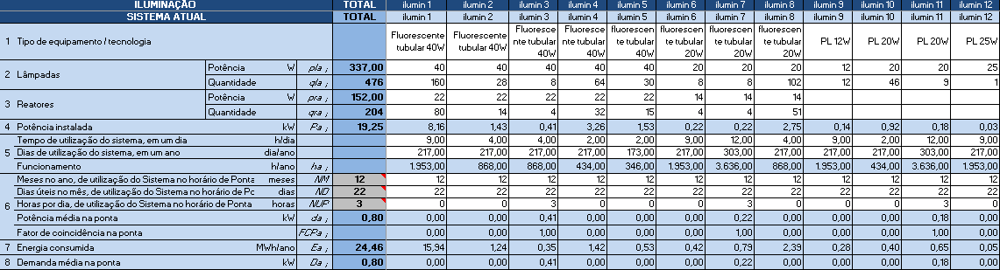 ILUMINAÇÃO TOTAL ilumin 1 ilumin 2 ilumin 3 ilumin 4 ilumin 5 ilumin 6 ilumin 7 ilumin 8 ilumin 9 ilumin 10 ilumin 11 ilumin 12
SISTEMA ATUAL TOTAL ilumin 1 ilumin 2 ilumin 3 ilumin 4 ilumin 5 ilumin 6 ilumin 7 ilumin 8 ilumin 9 ilumin 10 ilumin 11 ilumin 12
1 Tipo de equipamento / tecnologia Fluorescente tubular 40W Fluorescente tubular 40W Fluoresce nte tubular 40W Fluoresce nte tubular 40W fluorescen te tubular 40W fluorescen te tubular 20W fluorescen te tubular 20W fluorescen te tubular 20W PL 12W PL 20W PL 20W PL 25W
2 Lâmpadas Potência W pla ; 337,00 40 40 40 40 40 20 20 20 12 20 20 25
Quantidade qla ; 476 160 28 8 64 30 8 8 102 12 46 9 1
3 Reatores Potência W pra ; 152,00 22 22 22 22 22 14 14 14
Quantidade qra ; 204 80 14 4 32 15 4 4 51
4 Potência instalada kW Pa ; 19,25 8,16 1,43 0,41 3,26 1,53 0,22 0,22 2,75 0,14 0,92 0,18 0,03
5 Tempo de utilização do sistema, em um dia h/dia 9,00 4,00 4,00 2,00 2,00 9,00 12,00 4,00 9,00 2,00 12,00 9,00
Dias de utilização do sistema, em um ano dia/ano 217,00 217,00 217,00 217,00 173,00 217,00 303,00 217,00 217,00 217,00 303,00 217,00
Funcionamento h/ano ha ; 1.953,00 868,00 868,00 434,00 346,00 1.953,00 3.636,00 868,00 1.953,00 434,00 3.636,00 1.953,00
6 Meses no ano, de utilização do Sistema no horário de Ponta meses NM 12 12 12 12 12 12 12 12 12 12 12 12 12
Dias úteis no mês, de utilização do Sistema no horário de Pc dias ND 22 22 22 22 22 22 22 22 22 22 22 22 22
Horas por dia, de utilização do Sistema no horário de Ponta horas NUP 3 0 0 3 0 0 0 3 0 0 0 3 0
Potência média na ponta kW da ; 0,80 0,00 0,00 0,41 0,00 0,00 0,00 0,22 0,00 0,00 0,00 0,18 0,00
Fator de coincidência na ponta FCPa ; 0,00 0,00 1,00 0,00 0,00 0,00 1,00 0,00 0,00 0,00 1,00 0,00
7 Energia consumida MWh/ano Ea ; 24,46 15,94 1,24 0,35 1,42 0,53 0,42 0,79 2,39 0,28 0,40 0,65 0,05
8 Demanda média na ponta kW Da ; 0,80 0,00 0,00 0,41 0,00 0,00 0,00 0,22 0,00 0,00 0,00 0,18 0,00